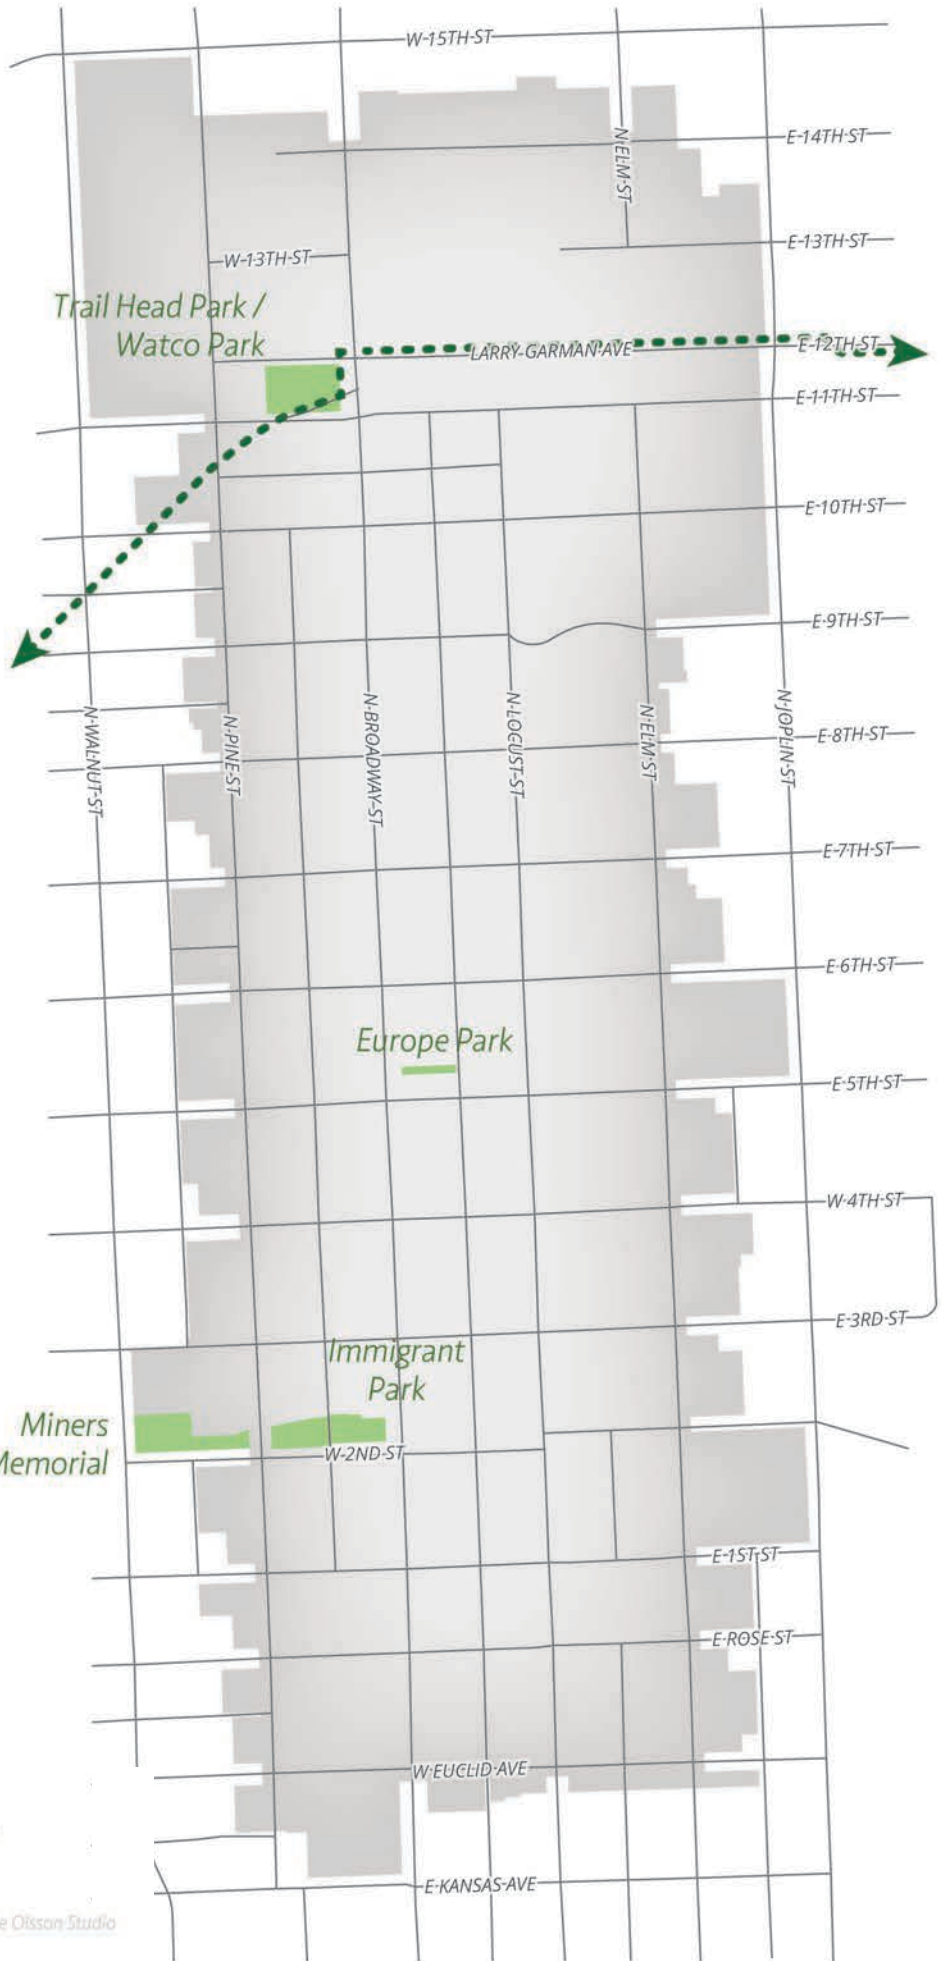 W 15TH ST
E 14TH ST
N ELM ST
E 13TH ST
W 13TH ST
Trail Head Park /
Watco Park
LARRY GARMAN AVE
E 12TH ST
E 11TH ST
E 10TH ST
E 9TH ST
N WALNUT ST
N PINE ST
N BROADWAY ST
N LOCUST ST
N ELM ST
N JOPLIN ST
E 8TH ST
E 7TH ST
E 6TH ST
Europe Park
E 5TH ST
W 4TH ST
E 3RD ST
Immigrant
Park
Miners
Memorial
W 2ND ST
E 1ST ST
E ROSE ST
W EUCLID AVE
E KANSAS AVE
e Olsson Studio